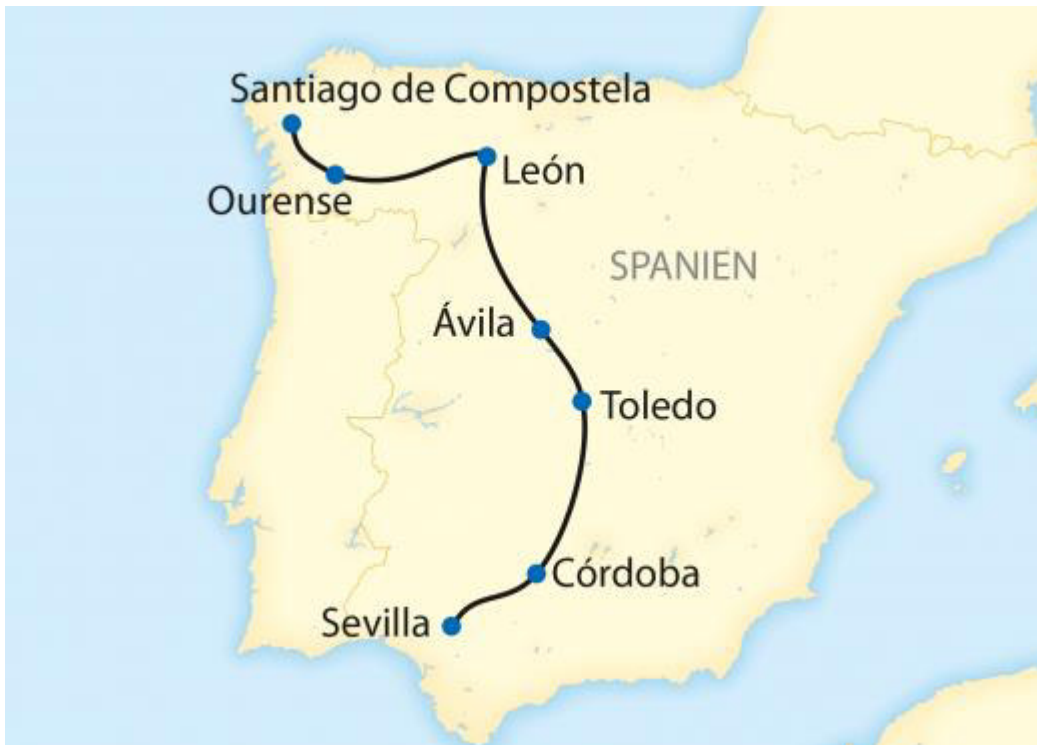 Santiago de Compostela
León
Ourense
SPANIEN
Ávila
Toledo
Córdoba
Sevilla